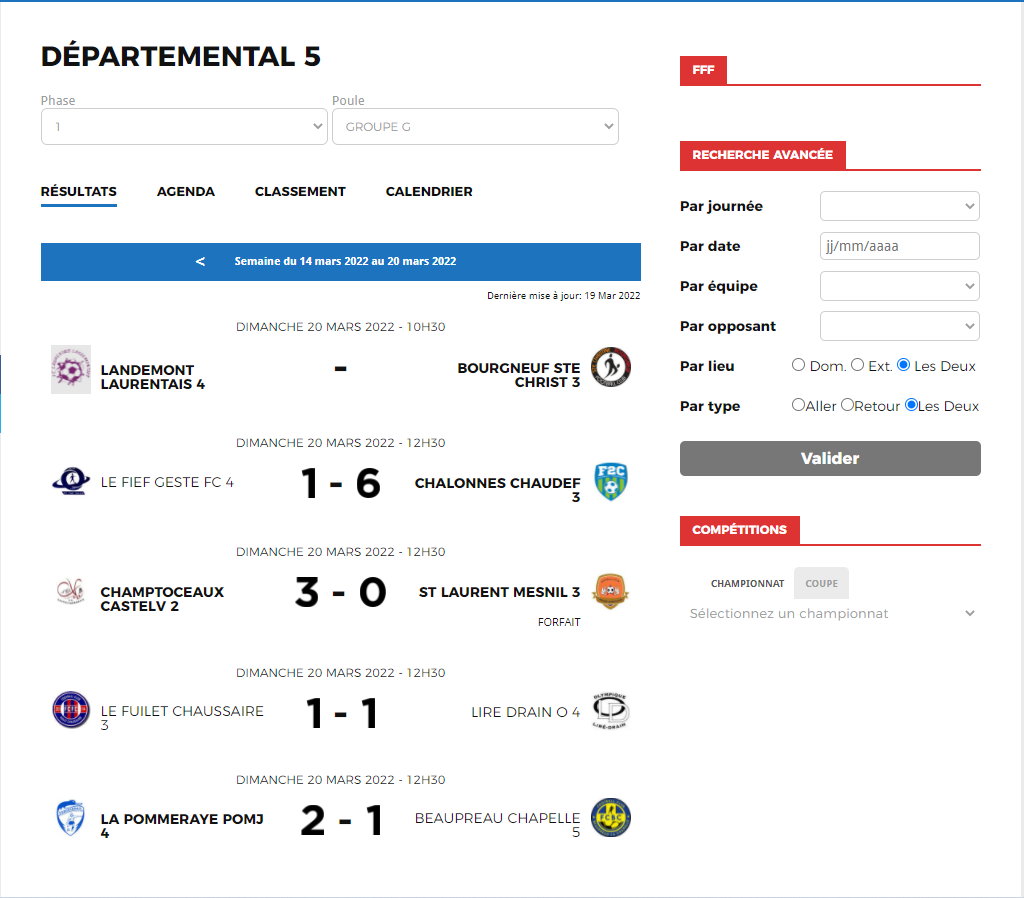 DÉPARTEMENTAL 5
Phase
Poule
1
GROUPE G
RÉSULTATS
AGENDA
CLASSEMENT
CALENDRIER
< Semaine du 14 mars 2022 au 20 mars 2022
Dernière mise à jour: 19 Mar 2022
DIMANCHE 20 MARS 2022 - 10H30
LANDEMONT
LAURENTAIS 4
-
BOURGNEUF STE
CHRIST 3
DIMANCHE 20 MARS 2022 - 12H30
LE FIEF GESTE FC 4
1 - 6
CHALONNES CHAUDEF
3
F2C
DIMANCHE 20 MARS 2022 - 12H30
CHAMPTOCEAUX
CASTELV 2
3 - 0
ST LAURENT MESNIL 3
FORFAIT
DIMANCHE 20 MARS 2022 - 12H30
LE FUILET CHAUSSAIRE
3
1 - 1
LIRE DRAIN O 4
OLYMPIQUE
LIRÉ-DRAIN
DIMANCHE 20 MARS 2022 - 12H30
LA POMMERAYE POMJ
4
2 - 1
BEAUPREAU CHAPELLE
5
FCBC
FFF
RECHERCHE AVANCÉE
Par journée
Par date
jj/mm/aaaa
Par équipe
Par opposant
Par lieu
Dom. Ext. Les Deux
Par type
Aller Retour Les Deux
Valider
COMPÉTITIONS
CHAMPIONNAT
COUPE
Sélectionnez un championnat